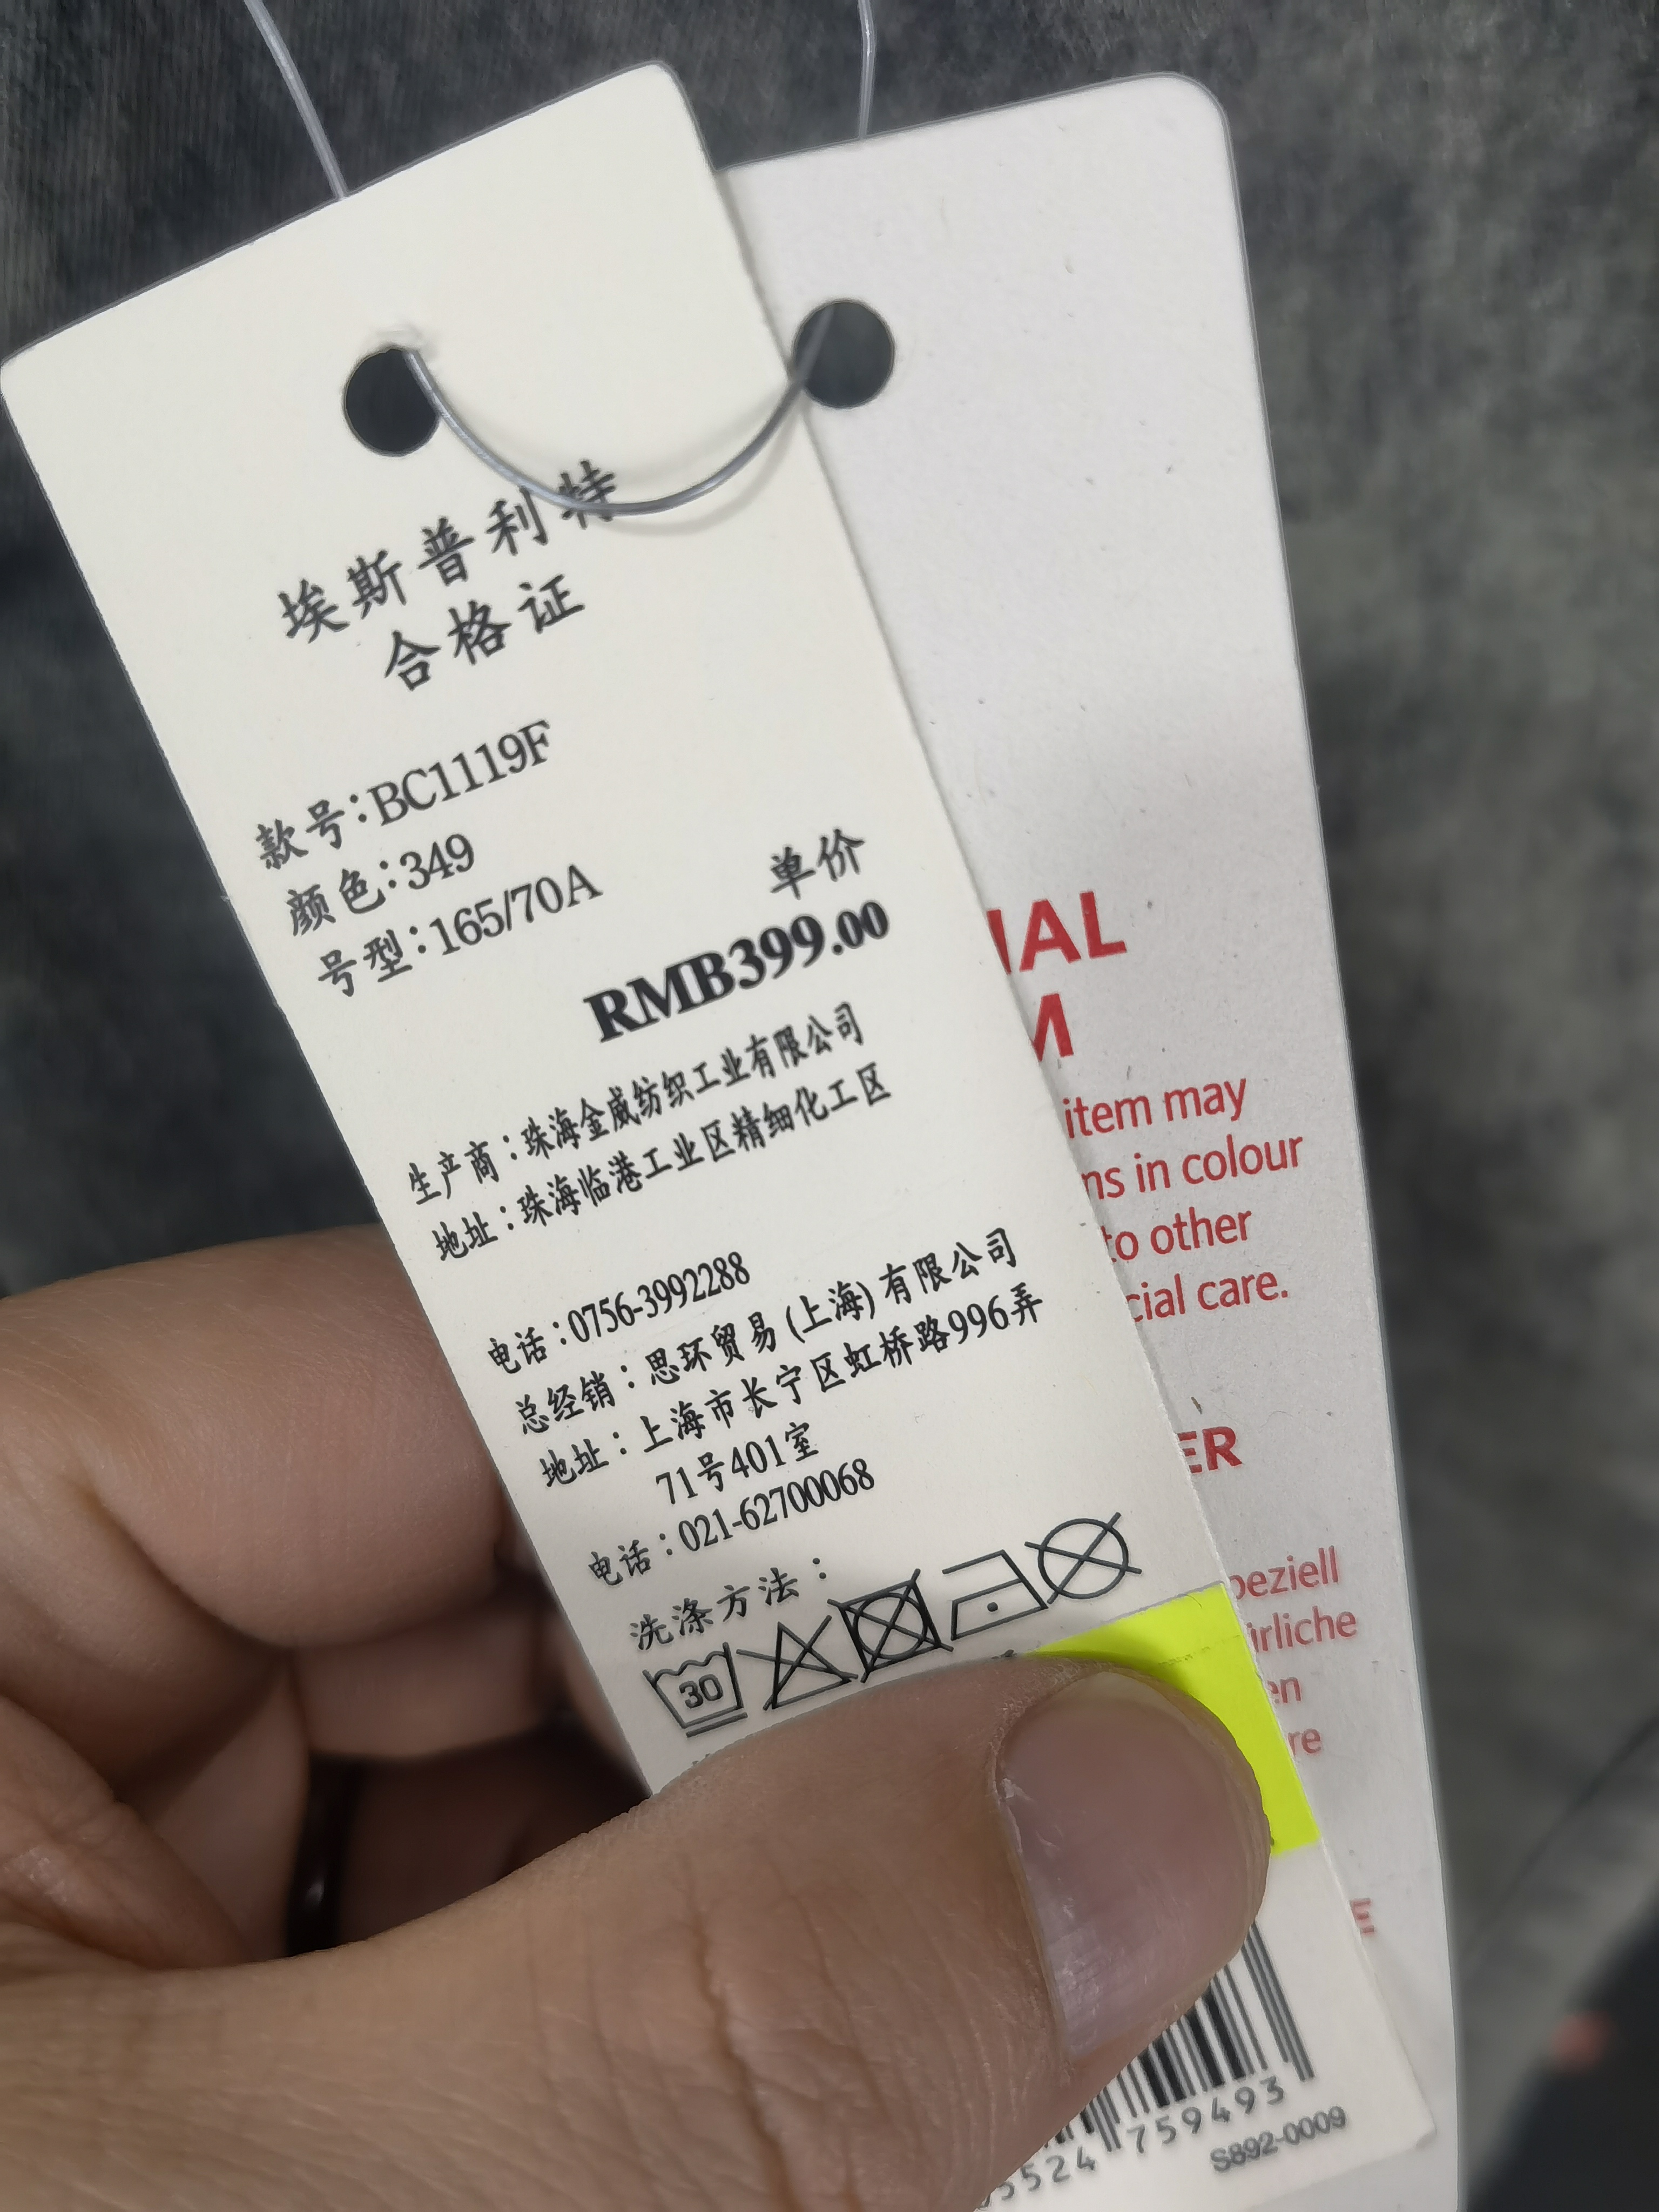 埃斯普利特
合格证
款号:BC1119F
颜色:349
号型:165/70A
单价
RMB399.00
生产商:珠海金威纺织工业有限公司
地址:珠海临港工业区精细化工区
电话:0756-3992288
总经销:思环贸易(上海)有限公司
地址:上海市长宁区虹桥路996弄
71号401室
电话:021-62700068
洗涤方法:
30
5524 759493
S892-0009
IAL
M
item may
ns in colour
to other
cial care.
ER
peziell
irliche
en
re
E